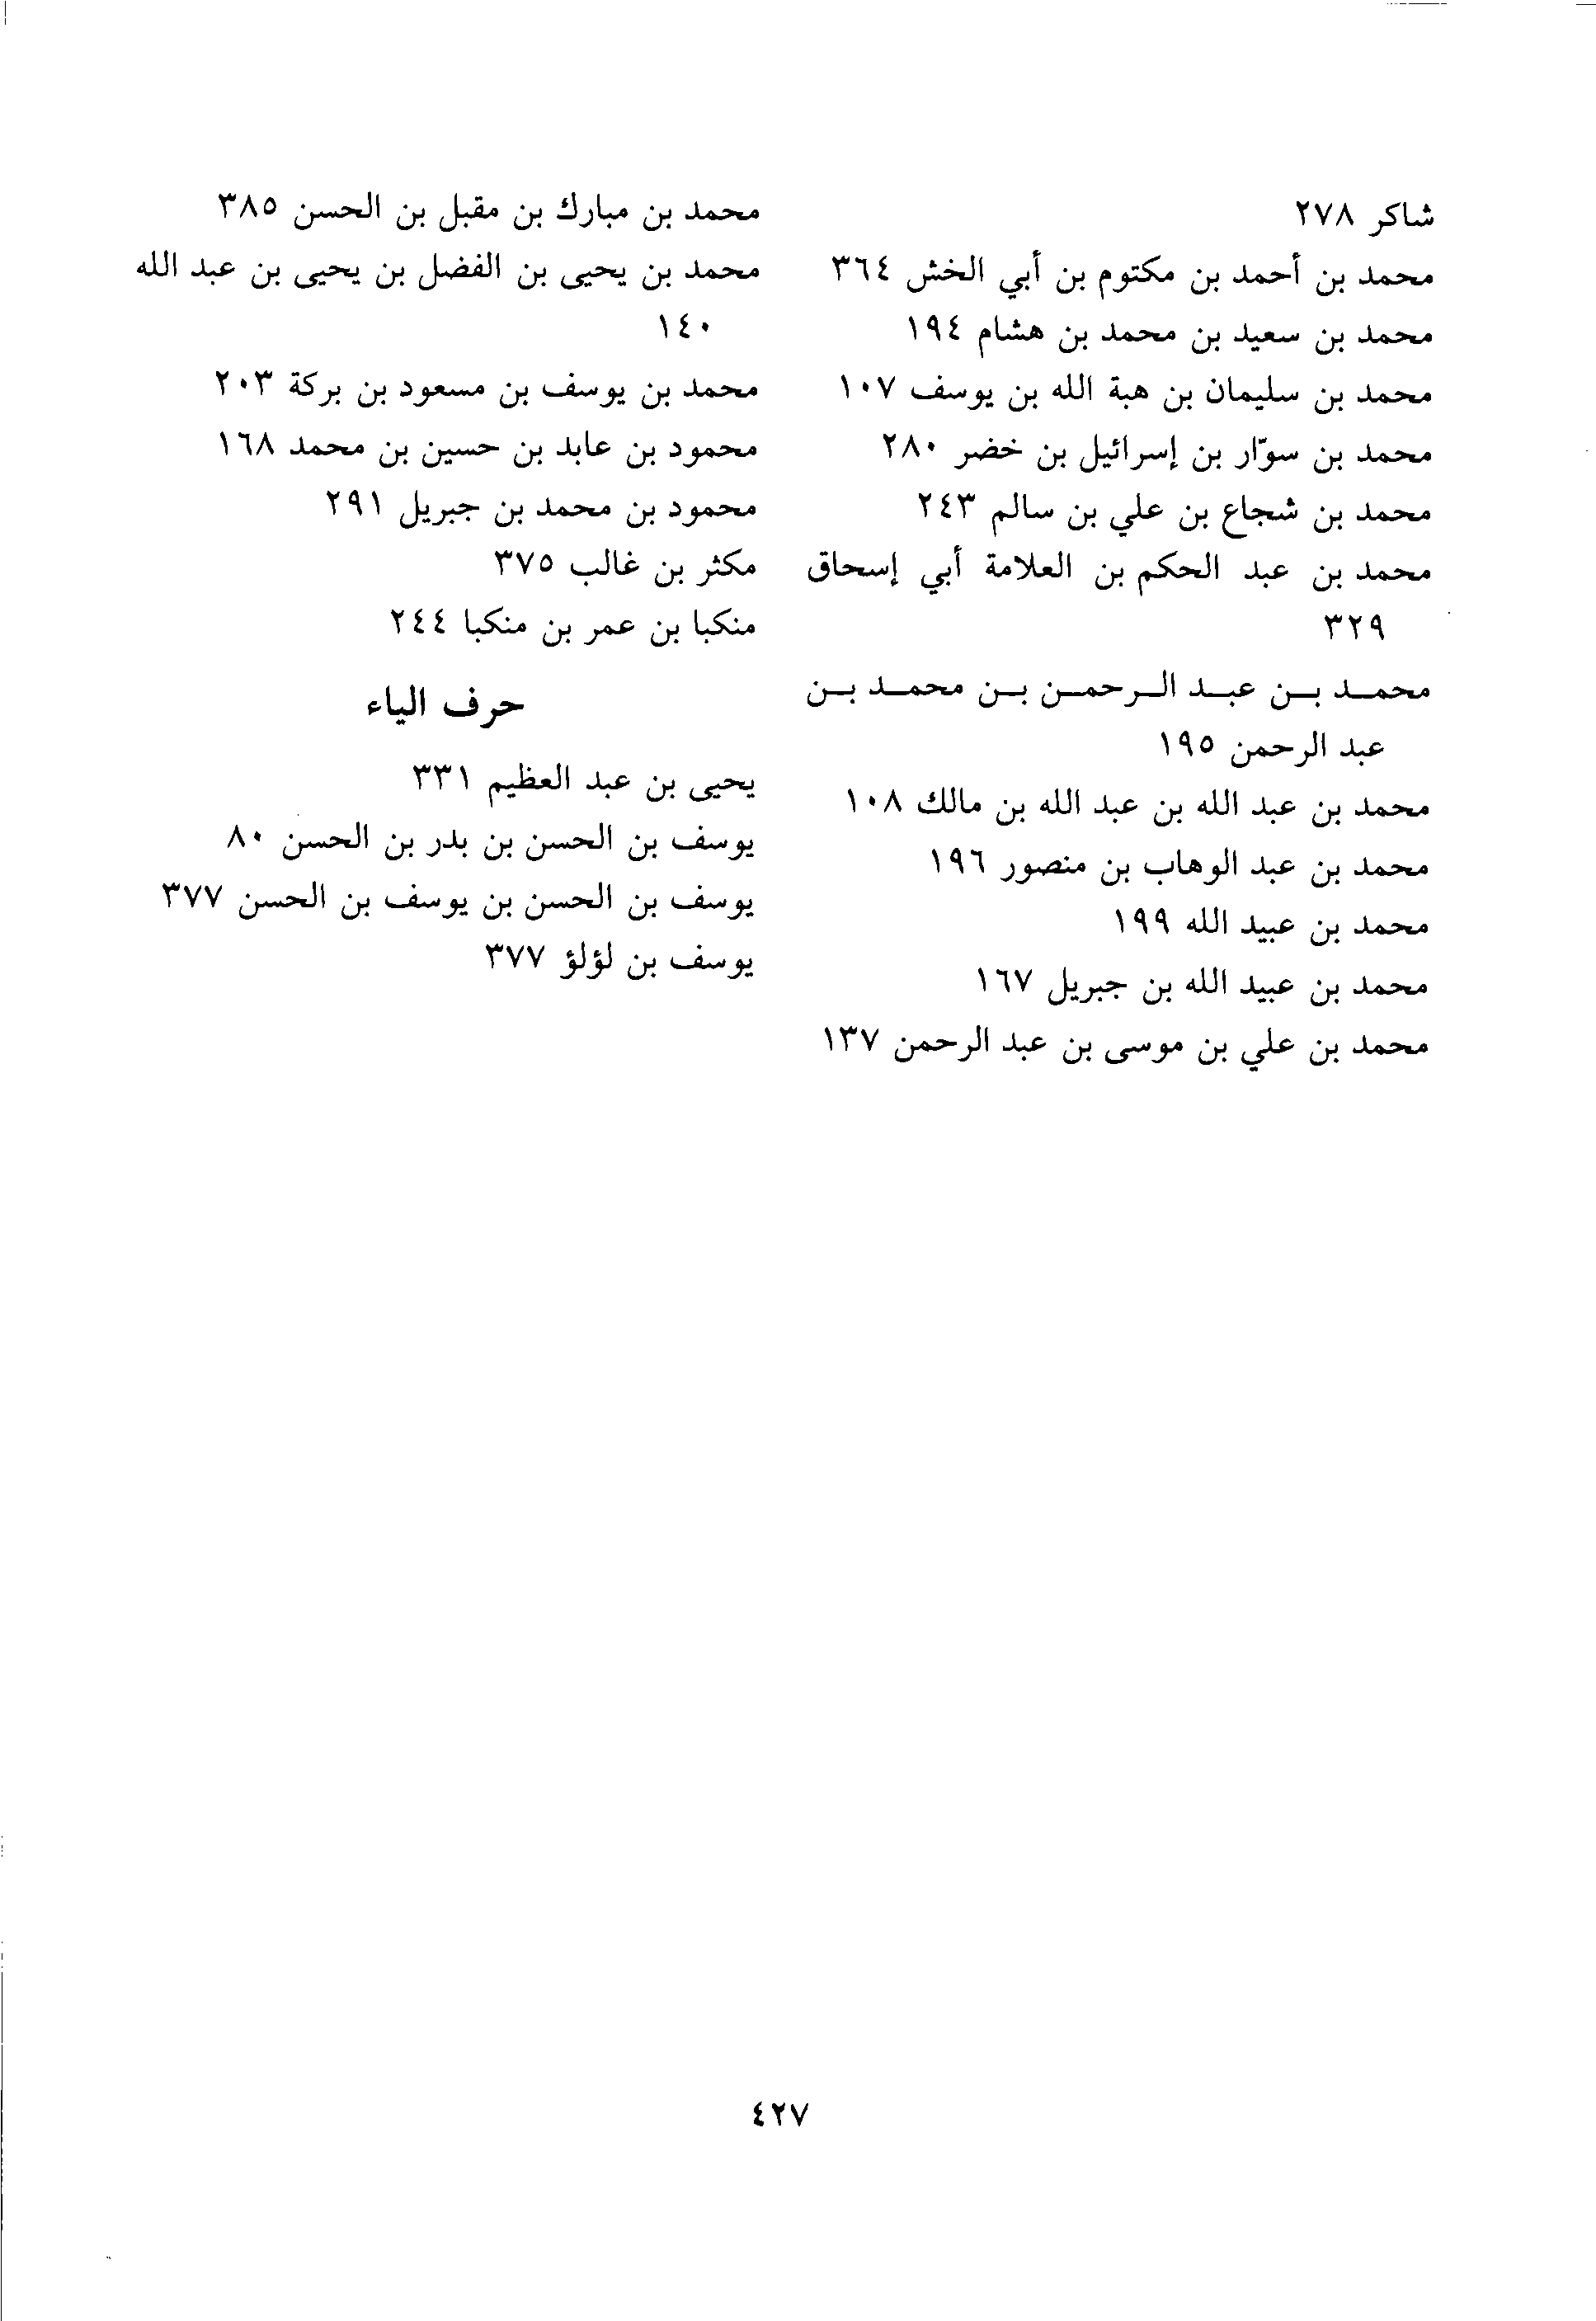 شاكر ٢٧٨
محمد بن أحمد بن مكتوم بن أبي الخش ٣٦٤
محمد بن سعيد بن محمد بن هشام ١٩٤
محمد بن سليمان بن هبة الله بن يوسف ١٠٧
محمد بن سوّار بن إسرائيل بن خضر ٢٨٠
محمد بن شجاع بن علي بن سالم ٢٤٣
محمد بن عبد الحكم بن العلامة أبي إسحاق
٣٢٩
محمد بن عبد الرحمن بن محمد بن
عبد الرحمن ١٩٥
محمد بن عبد الله بن عبد الله بن مالك ١٠٨
محمد بن عبد الوهاب بن منصور ١٩٦
محمد بن عبيد الله ١٩٩
محمد بن عبيد الله بن جبريل ١٦٧
محمد بن علي بن موسى بن عبد الرحمن ١٣٧
محمد بن مبارك بن مقبل بن الحسن ٣٨٥
محمد بن يحيى بن الفضل بن يحيى بن عبد الله
١٤٠
محمد بن يوسف بن مسعود بن بركة ٢٠٣
محمود بن عابد بن حسين بن محمد ١٦٨
محمود بن محمد بن جبريل ٢٩١
مكثر بن غالب ٣٧٥
منكبا بن عمر بن منكبا ٢٤٤
حرف الياء
يحيى بن عبد العظيم ٣٣١
يوسف بن الحسن بن بدر بن الحسن ٨٠
يوسف بن الحسن بن يوسف بن الحسن ٣٧٧
يوسف بن لؤلؤ ٣٧٧
٤٢٧